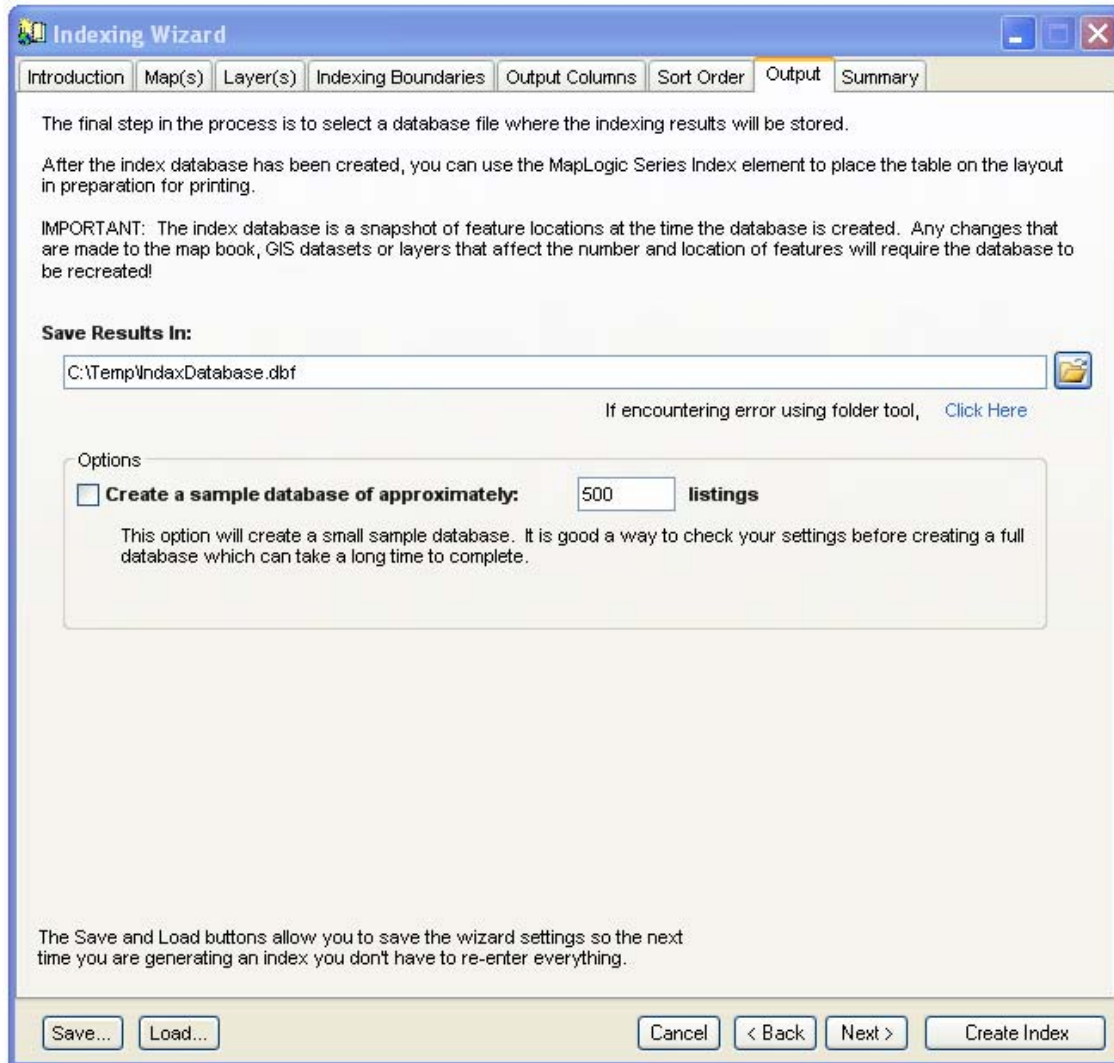 Indexing Wizard
Introduction Map(s) Layer(s) Indexing Boundaries Output Columns Sort Order Output Summary
The final step in the process is to select a database file where the indexing results will be stored.
After the index database has been created, you can use the MapLogic Series Index element to place the table on the layout
in preparation for printing.
IMPORTANT: The index database is a snapshot of feature locations at the time the database is created. Any changes that
are made to the map book, GIS datasets or layers that affect the number and location of features will require the database to
be recreated!
Save Results In:
C:\Temp\IndaxDatabase.dbf
If encountering error using folder tool, Click Here
Options
Create a sample database of approximately: 500 listings
This option will create a small sample database. It is good a way to check your settings before creating a full
database which can take a long time to complete.
The Save and Load buttons allow you to save the wizard settings so the next
time you are generating an index you don't have to re-enter everything.
Save... Load... Cancel < Back Next > Create Index